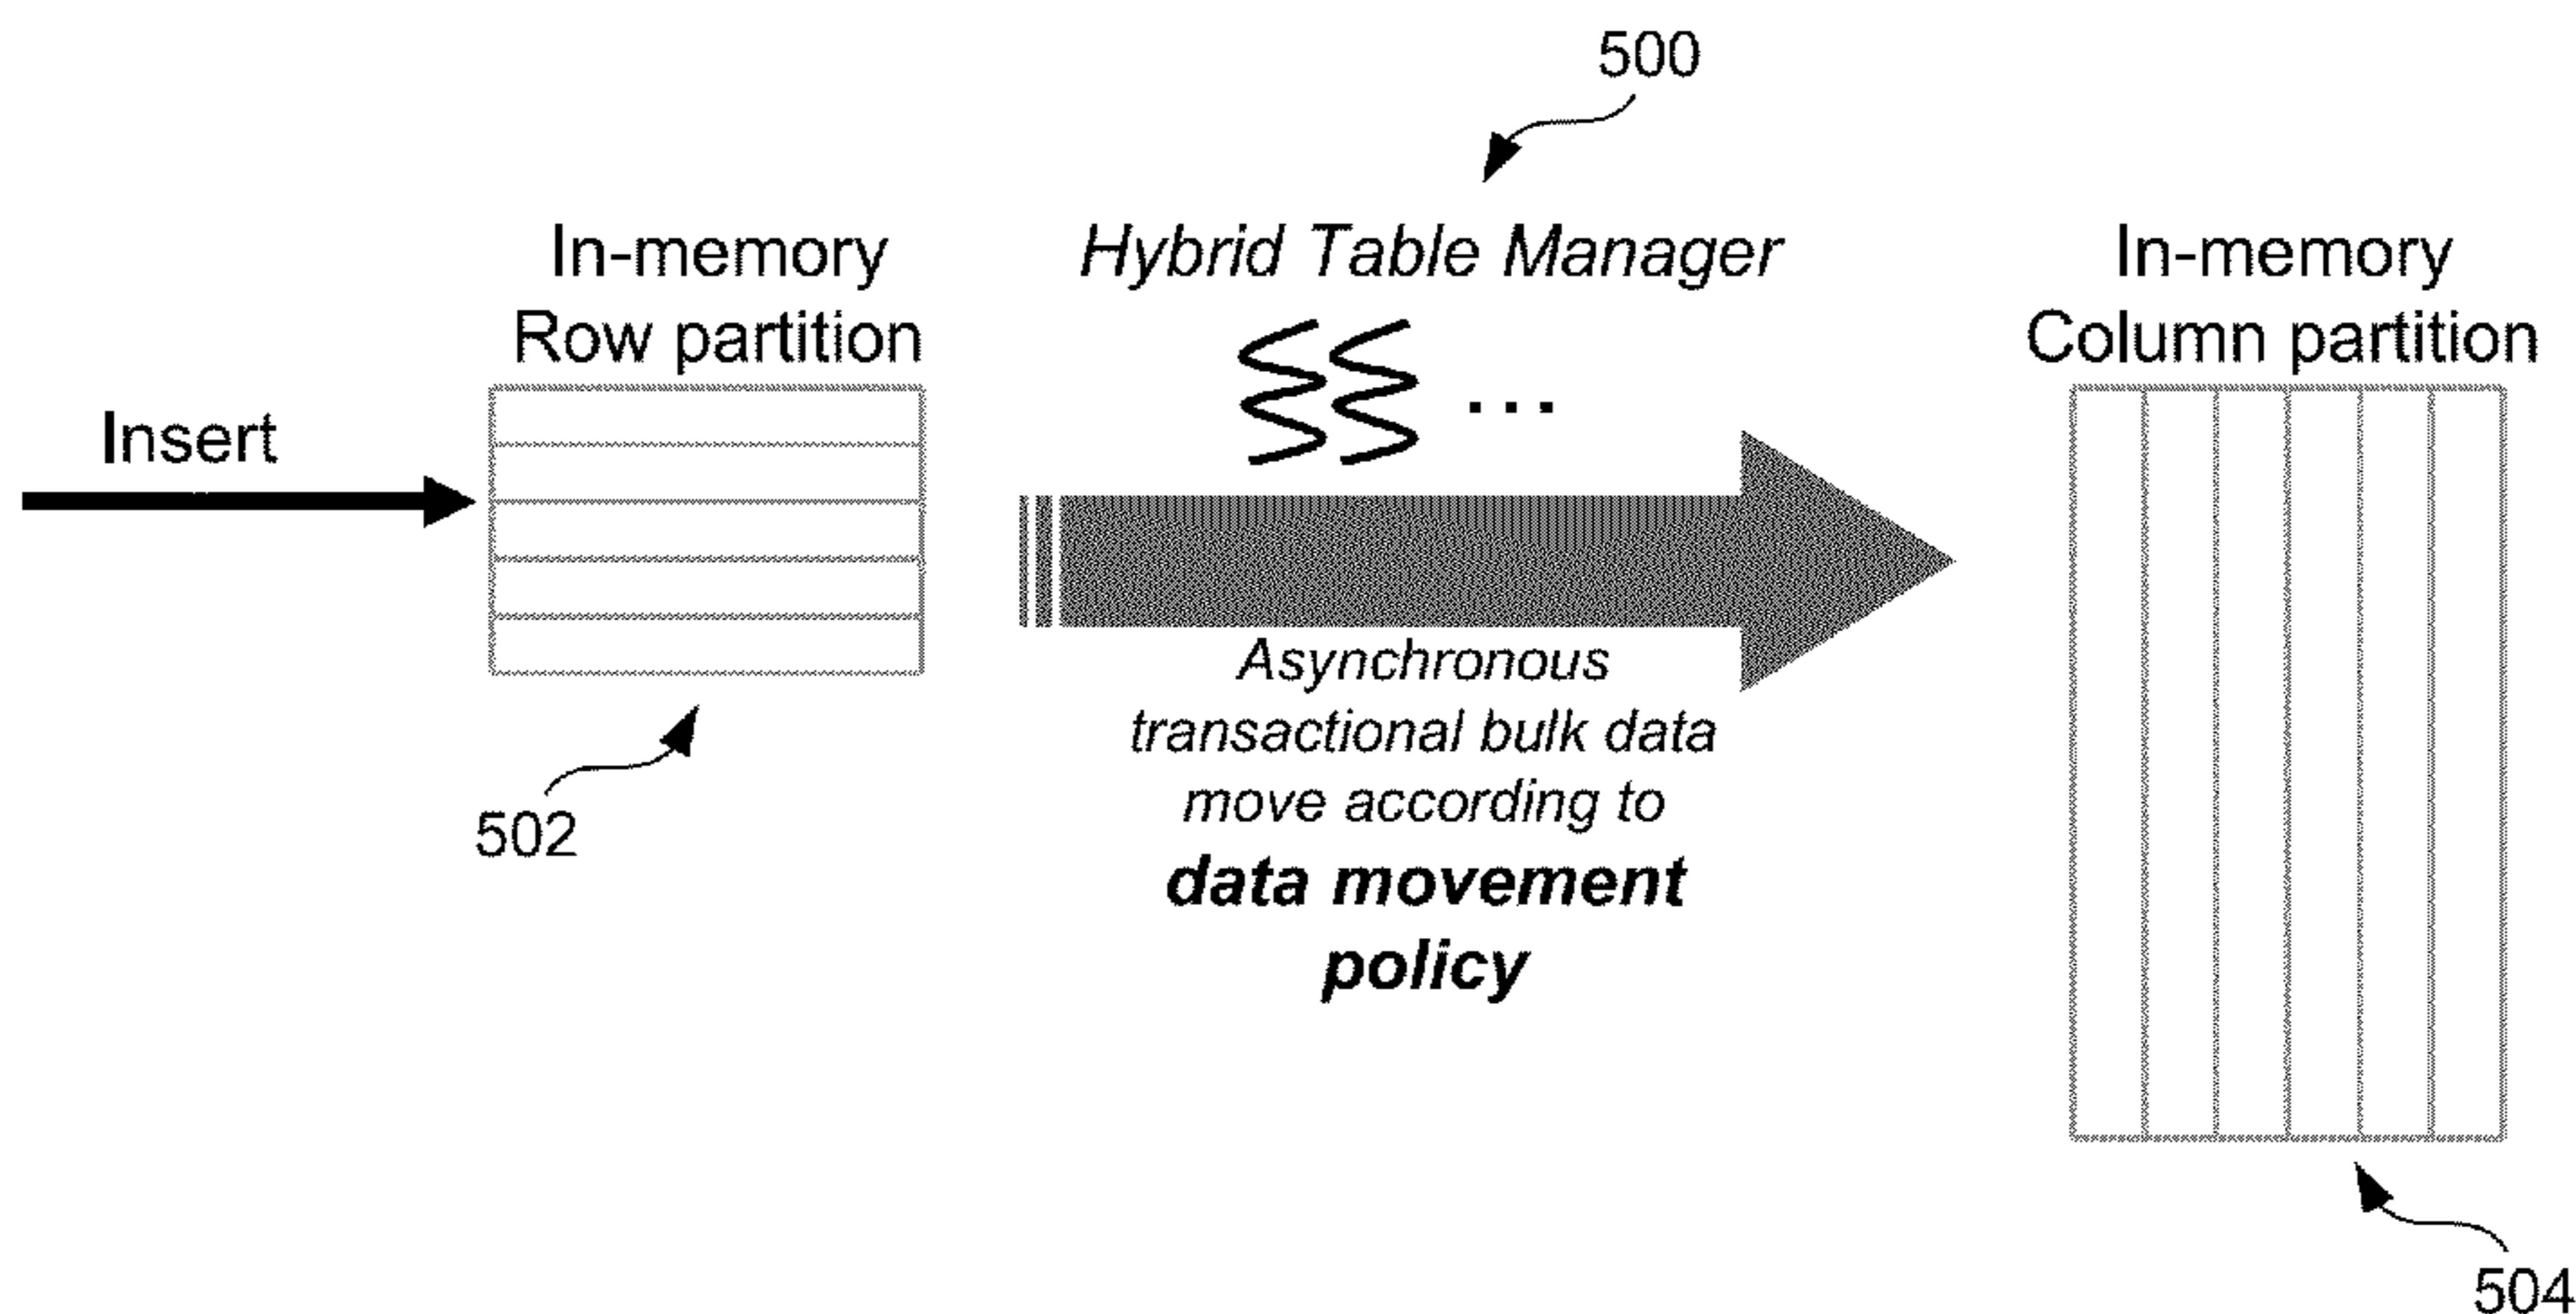 500
In-memory
Row partition
Hybrid Table Manager
In-memory
Column partition
Insert
...
Asynchronous
transactional bulk data
move according to
data movement
policy
502
504